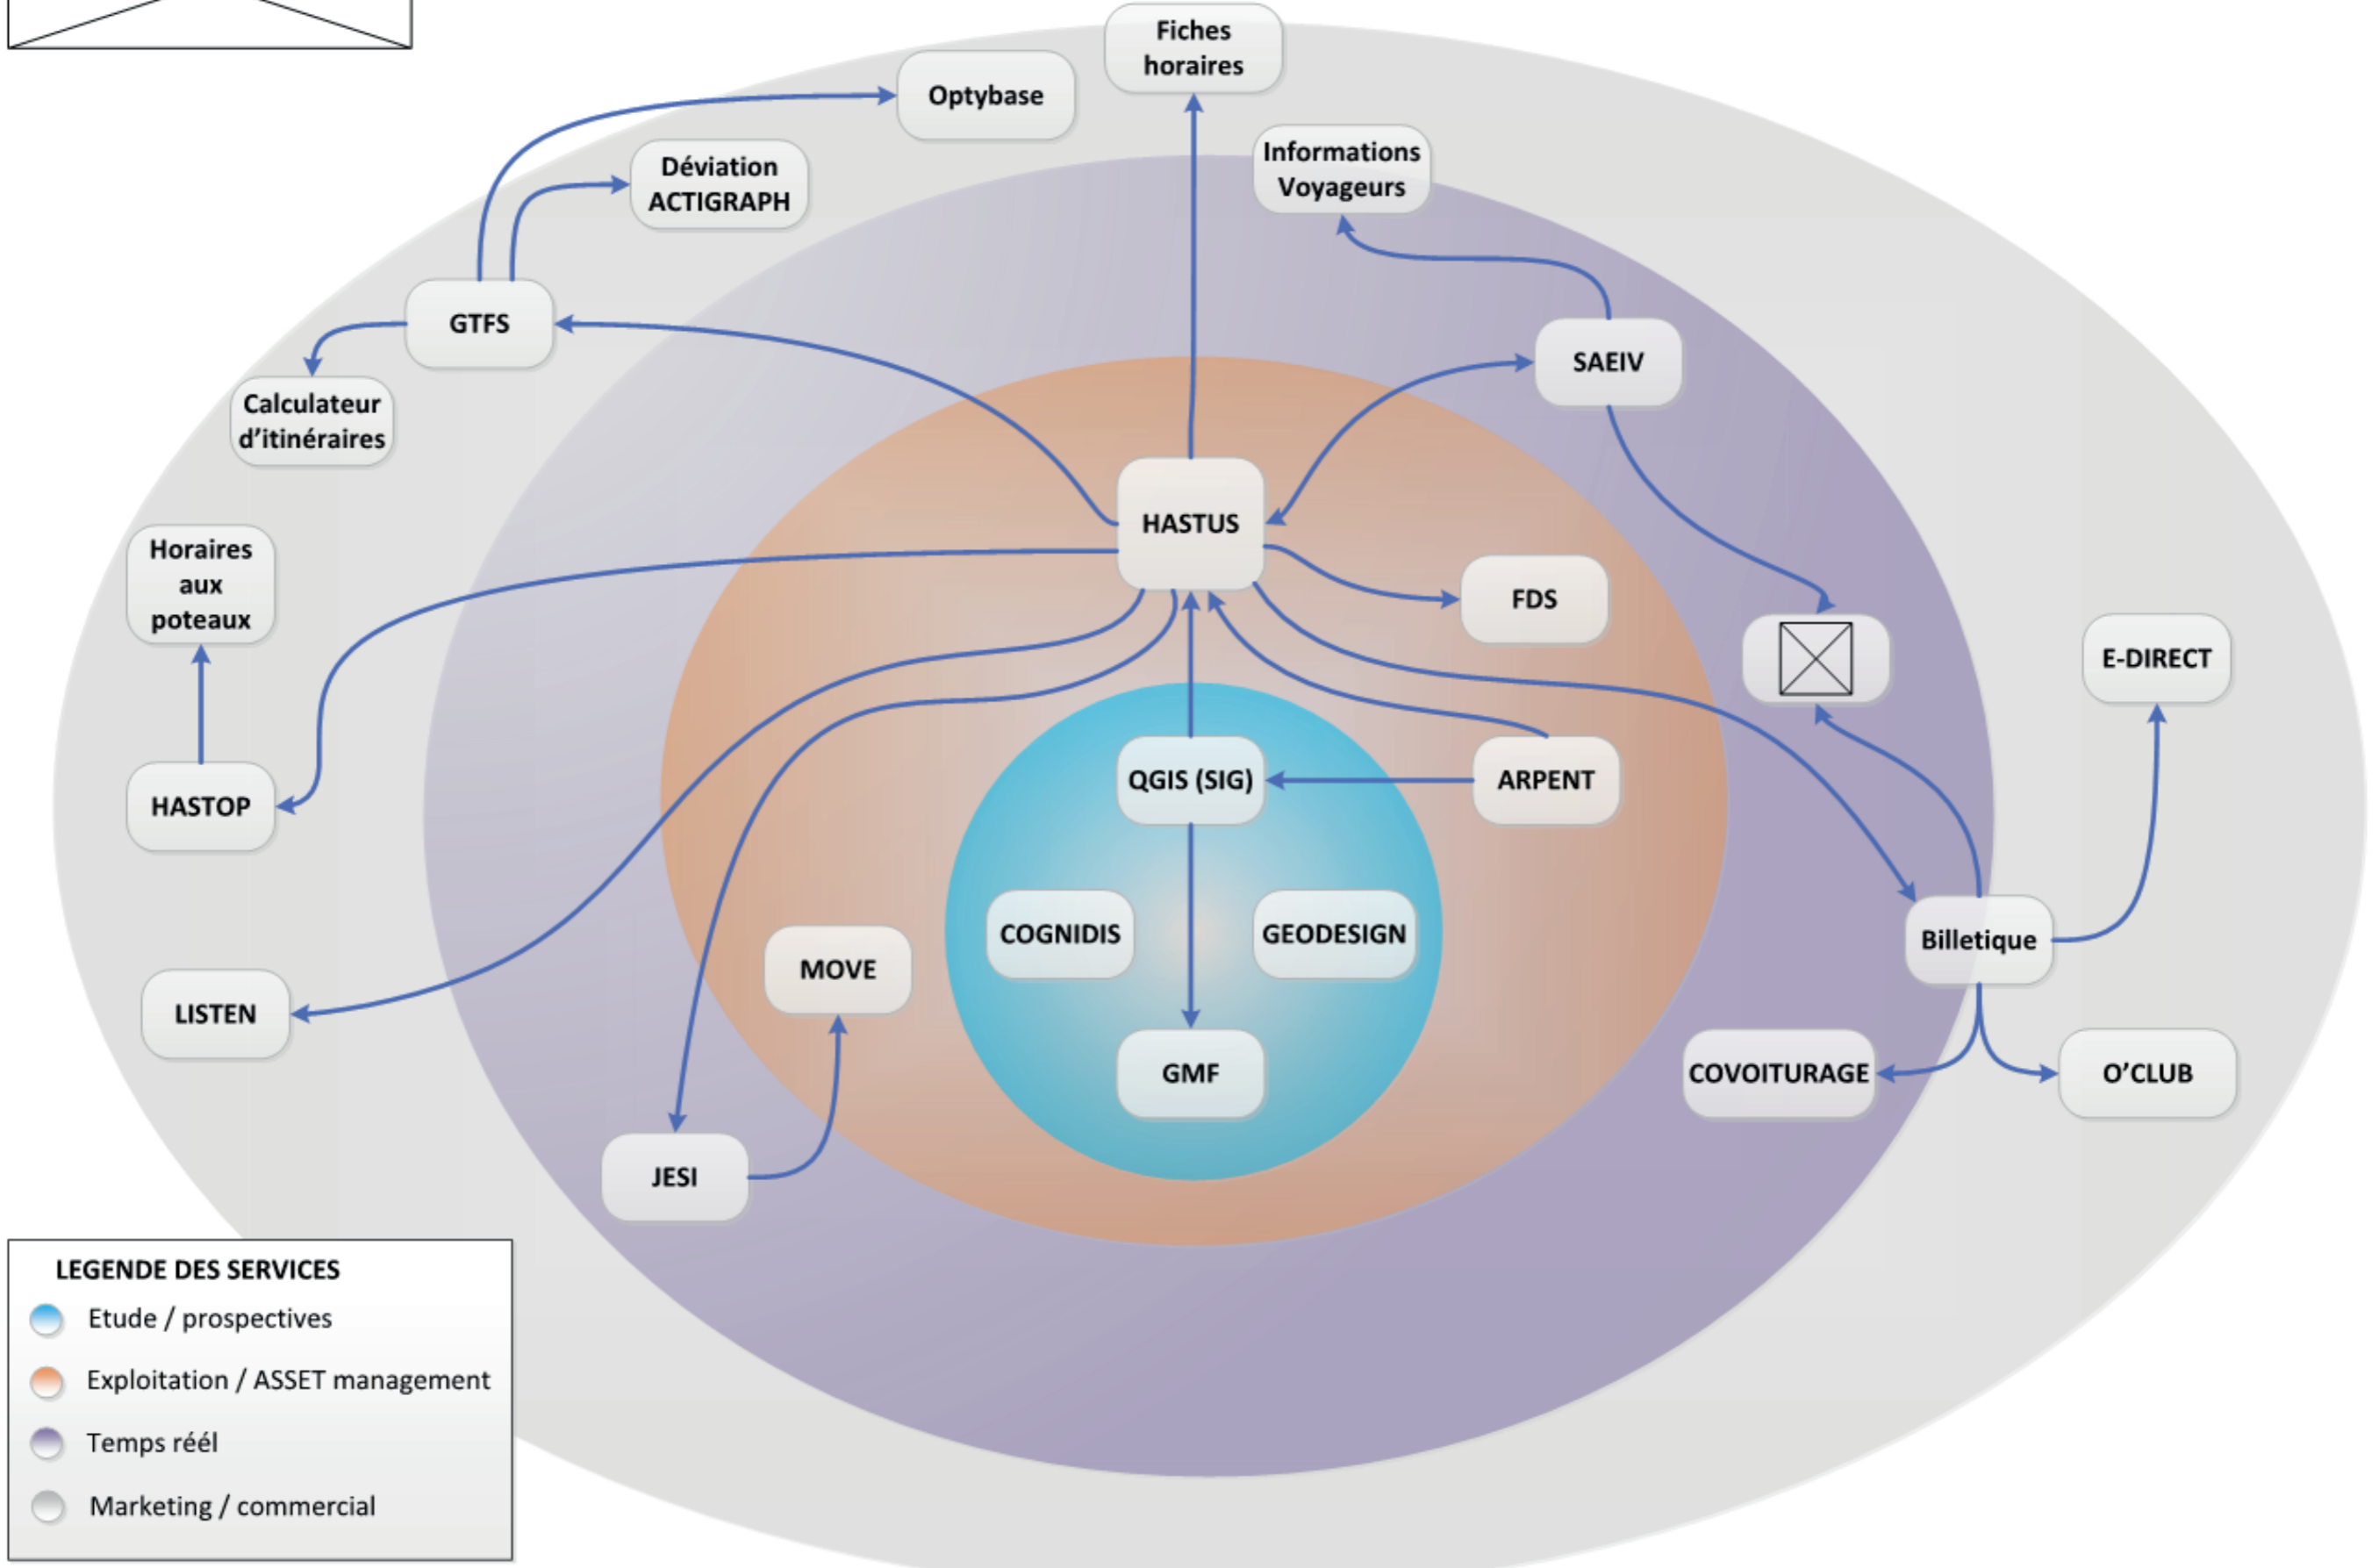 Fiches
horaires
Optybase
Informations
Voyageurs
Déviation
ACTIGRAPH
GTFS
SAEIV
Calculateur
d’itinéraires
HASTUS
Horaires
aux
poteaux
FDS
E-DIRECT
QGIS (SIG)
ARPENT
HASTOP
COGNIDIS
GEODESIGN
Billetique
MOVE
LISTEN
GMF
COVOITURAGE
O’CLUB
JESI
LEGENDE DES SERVICES
Etude / prospectives
Exploitation / ASSET management
Temps réél
Marketing / commercial